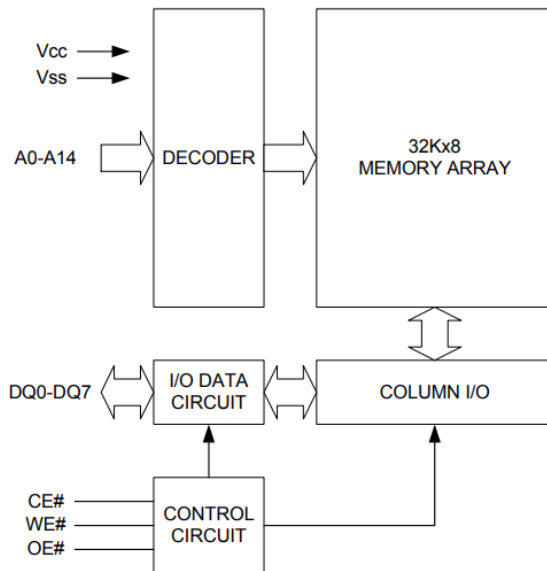 Vcc
Vss
A0-A14
DECODER
32Kx8
MEMORY ARRAY
DQ0-DQ7
I/O DATA
CIRCUIT
COLUMN I/O
CE#
WE#
OE#
CONTROL
CIRCUIT